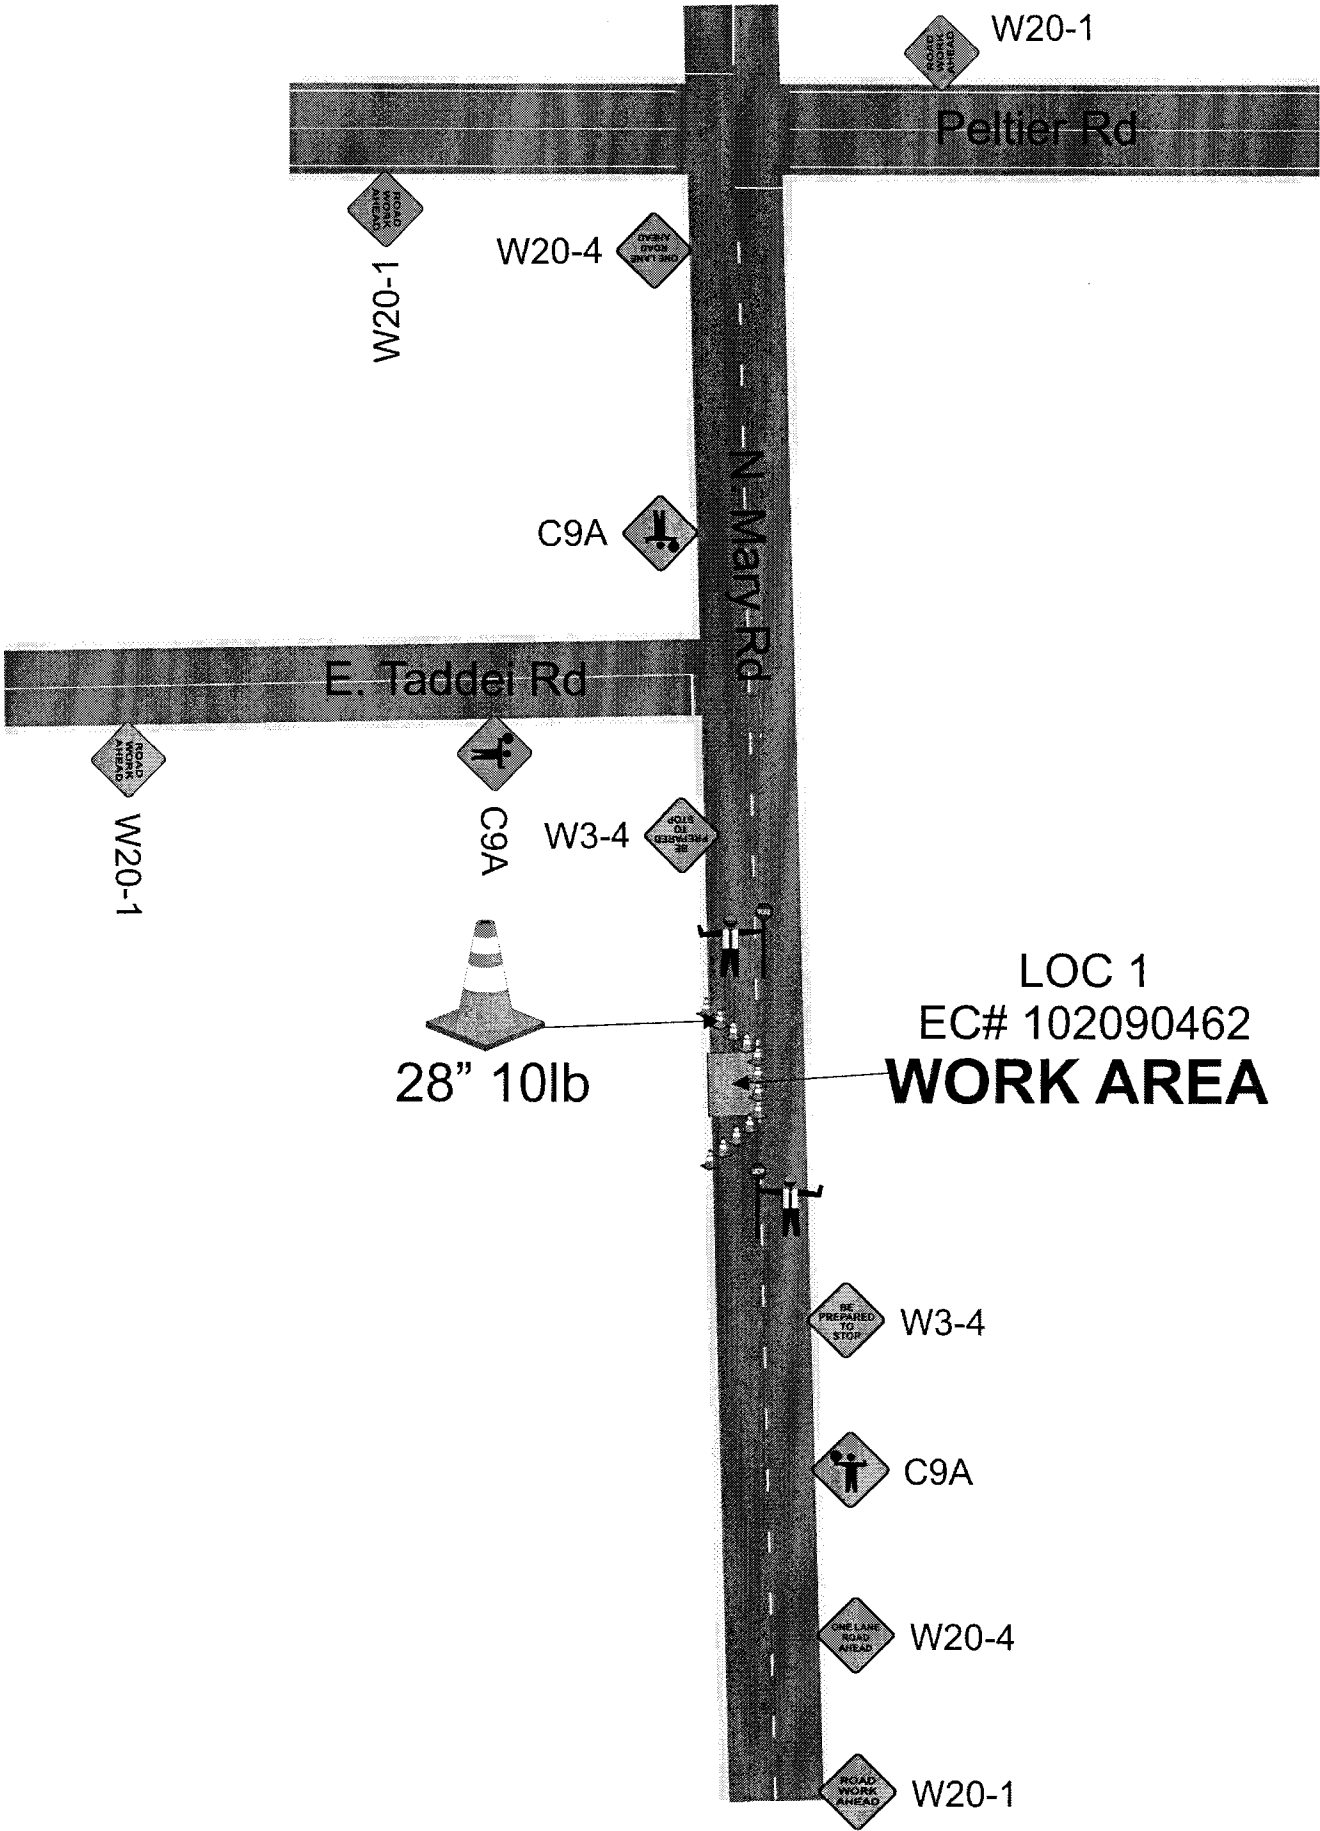 W20-1
ROAD
WORK
AHEAD
Peltier Rd
ROAD
WORK
AHEAD
W20-1
W20-4
ONE LANE
ROAD
AHEAD
N. Mary Rd
C9A
E. Taddei Rd
ROAD
WORK
AHEAD
W20-1
C9A
W3-4
BE
PREPARED
TO
STOP
28” 10lb
LOC 1
EC# 102090462
WORK AREA
BE
PREPARED
TO
STOP
W3-4
C9A
ONE LANE
ROAD
AHEAD
W20-4
ROAD
WORK
AHEAD
W20-1